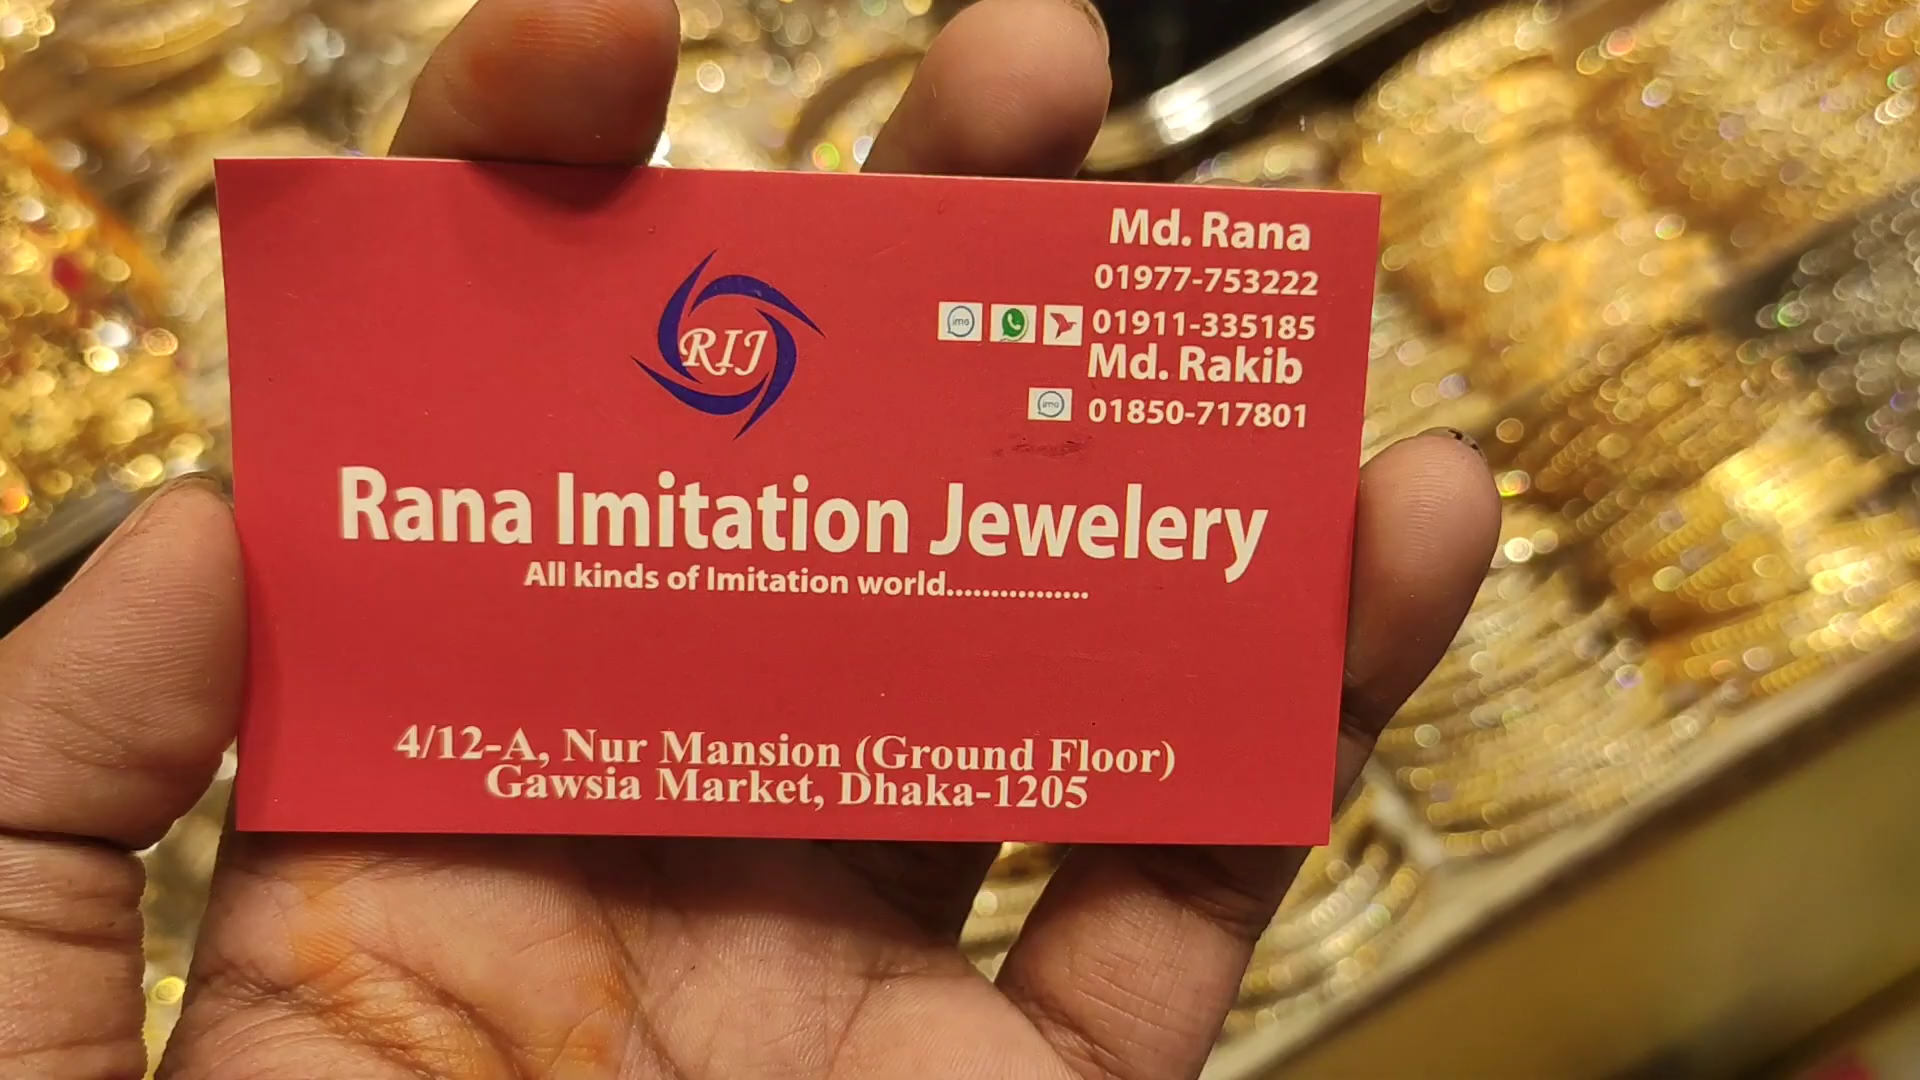 Md. Rana
01977-753222
imo 01911-335185
Md. Rakib
imo 01850-717801
RIJ
Rana Imitation Jewelery
All kinds of Imitation world................
4/12-A, Nur Mansion (Ground Floor)
Gawsia Market, Dhaka-1205